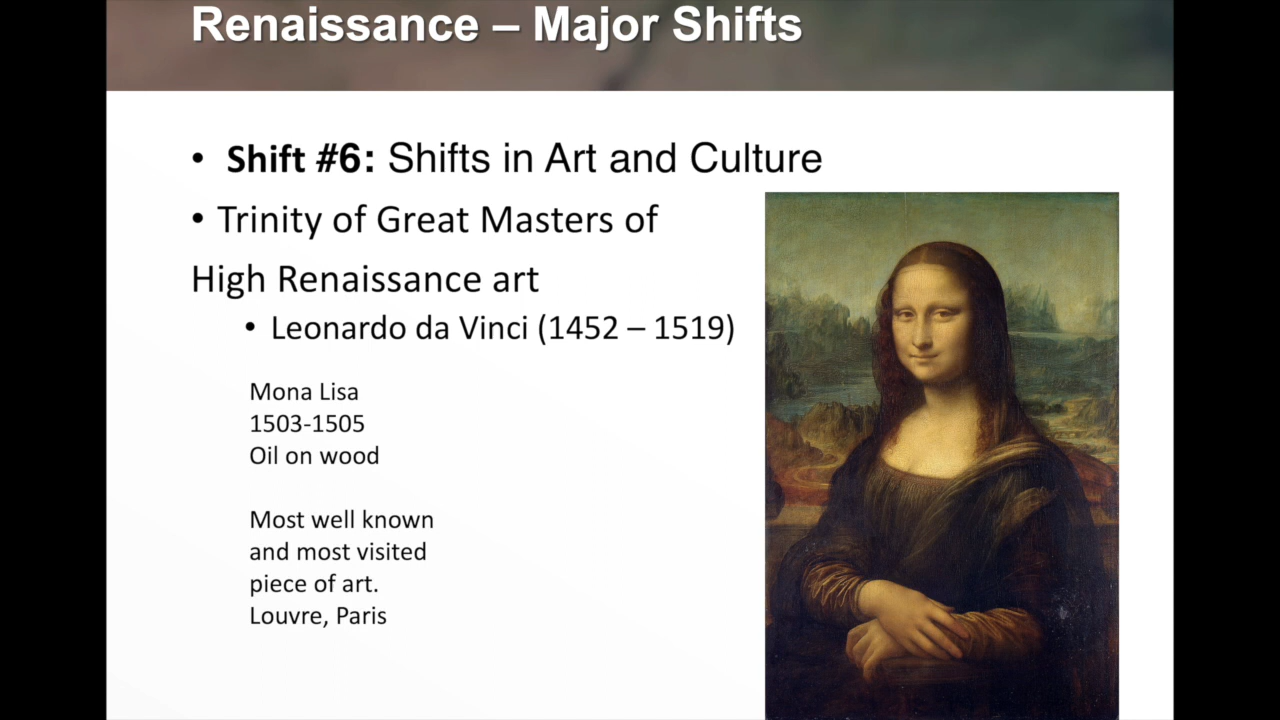 Renaissance – Major Shifts
• Shift #6: Shifts in Art and Culture
• Trinity of Great Masters of
High Renaissance art
• Leonardo da Vinci (1452 – 1519)
Mona Lisa
1503-1505
Oil on wood
Most well known
and most visited
piece of art.
Louvre, Paris